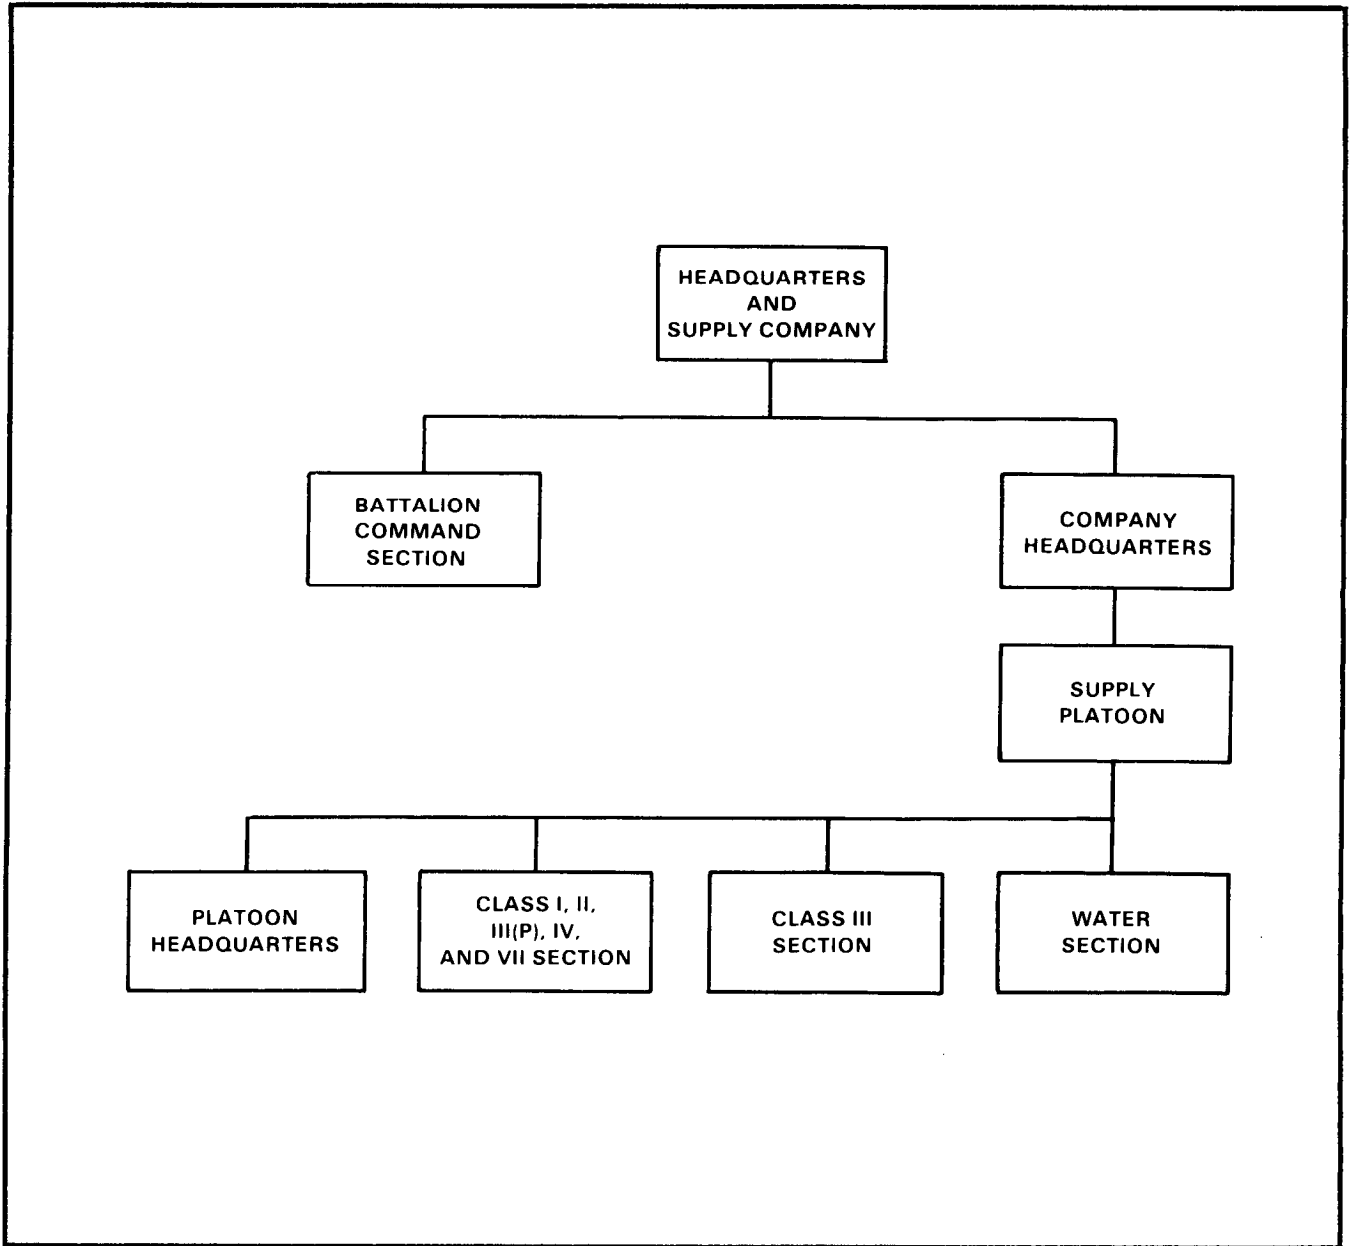 HEADQUARTERS
AND
SUPPLY COMPANY
BATTALION
COMMAND
SECTION
COMPANY
HEADQUARTERS
SUPPLY
PLATOON
PLATOON
HEADQUARTERS
CLASS I, II,
III(P), IV,
AND VII SECTION
CLASS III
SECTION
WATER
SECTION